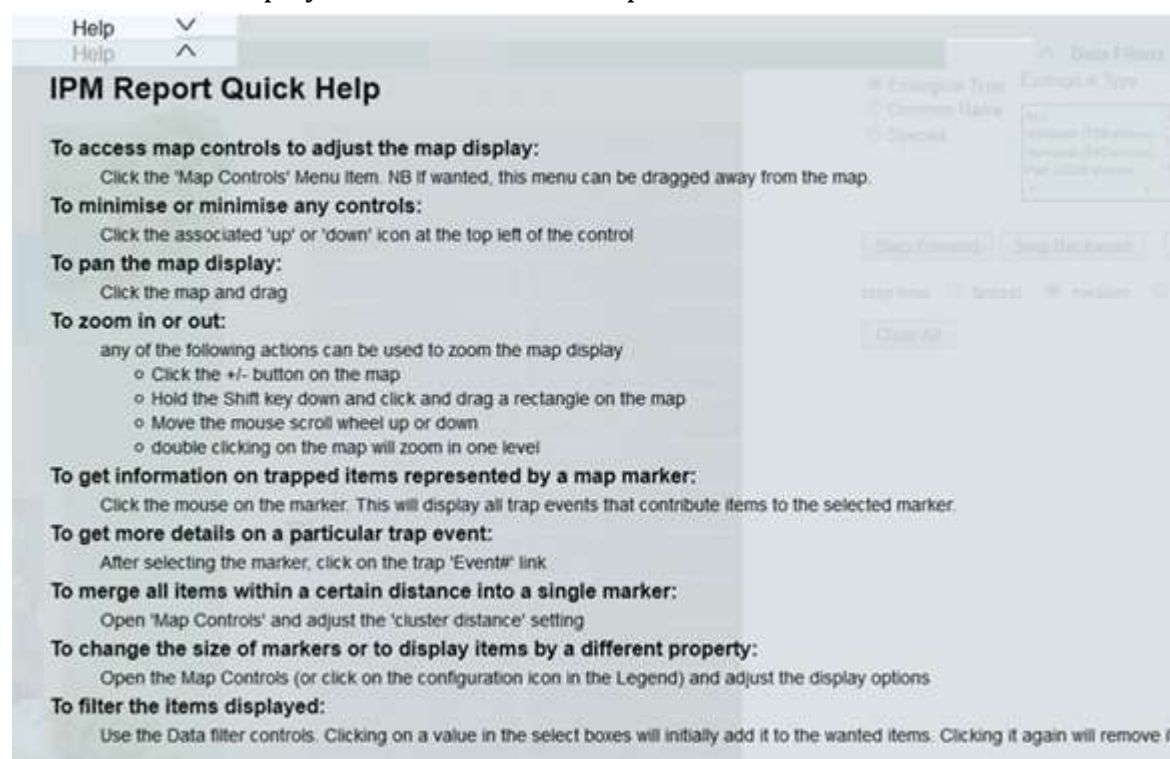 Help
Help
IPM Report Quick Help
Data Filters
Ecological Type
Ecological Type
Common Name
Species
To access map controls to adjust the map display:
Click the 'Map Controls' Menu Item. NB If wanted, this menu can be dragged away from the map.
To minimise or minimise any controls:
Click the associated 'up' or 'down' icon at the top left of the control
Step Forward Step Backward
To pan the map display:
Click the map and drag
step time fastest medium
To zoom in or out:
Clear All
any of the following actions can be used to zoom the map display
o Click the +/- button on the map
o Hold the Shift key down and click and drag a rectangle on the map
o Move the mouse scroll wheel up or down
o double clicking on the map will zoom in one level
To get information on trapped items represented by a map marker:
Click the mouse on the marker. This will display all trap events that contribute items to the selected marker.
To get more details on a particular trap event:
After selecting the marker, click on the trap 'Event#' link
To merge all items within a certain distance into a single marker:
Open 'Map Controls' and adjust the 'cluster distance' setting
To change the size of markers or to display items by a different property:
Open the Map Controls (or click on the configuration icon in the Legend) and adjust the display options
To filter the items displayed:
Use the Data filter controls. Clicking on a value in the select boxes will initially add it to the wanted items. Clicking it again will remove